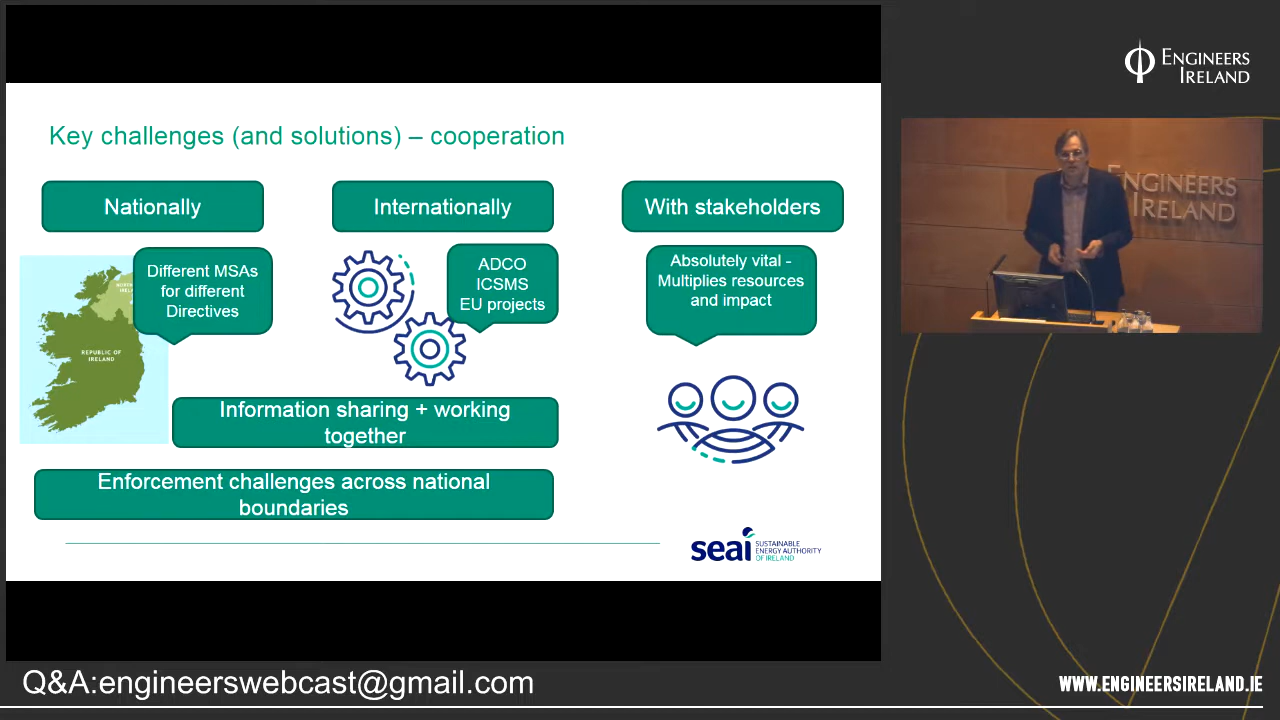 ENGINEERS
IRELAND
Key challenges (and solutions) – cooperation
Nationally
Internationally
With stakeholders
Different MSAs
for different
Directives
ADCO
ICSMS
EU projects
Absolutely vital -
Multiplies resources
and impact
REPUBLIC OF
IRELAND
Information sharing + working
together
Enforcement challenges across national
boundaries
seai
SUSTAINABLE
ENERGY AUTHORITY
OF IRELAND
ENGINEERS
IRELAND
Q&A:engineerswebcast@gmail.com
WWW.ENGINEERSIRELAND.IE